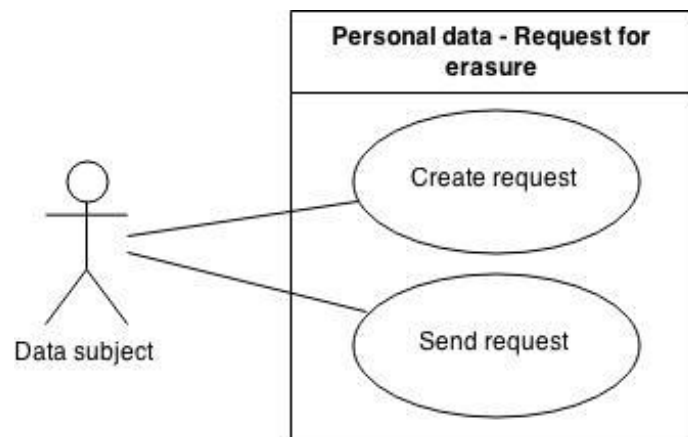 Personal data - Request for
erasure
Create request
Send request
Data subject